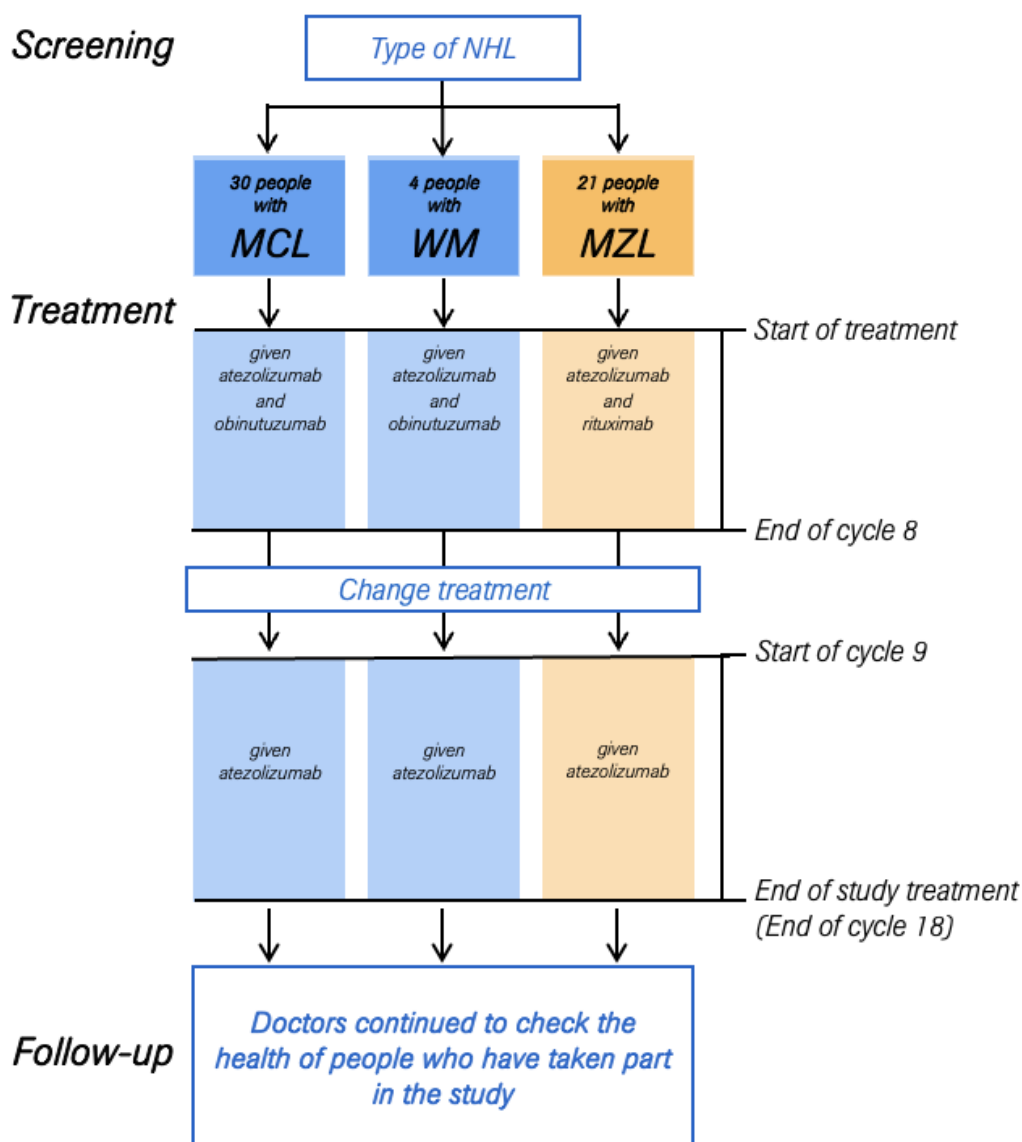 Screening
Type of NHL
30 people
with
MCL
4 people
with
WM
21 people
with
MZL
Treatment
Start of treatment
given
atezolizumab
and
obinutuzumab
given
atezolizumab
and
obinutuzumab
given
atezolizumab
and
rituximab
End of cycle 8
Change treatment
Start of cycle 9
given
atezolizumab
given
atezolizumab
given
atezolizumab
End of study treatment
(End of cycle 18)
Follow-up
Doctors continued to check the
health of people who have taken part
in the study